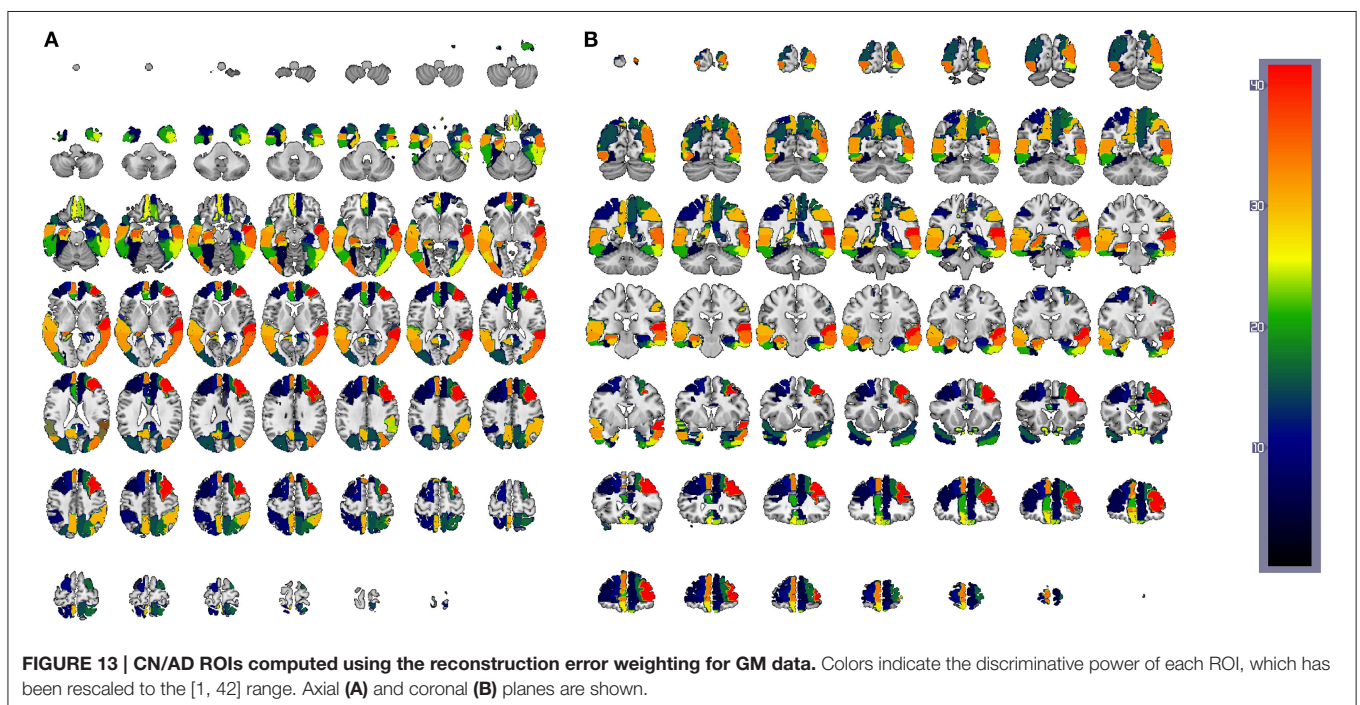 A
B
40
30
20
10
FIGURE 13 | CN/AD ROIs computed using the reconstruction error weighting for GM data. Colors indicate the discriminative power of each ROI, which has
been rescaled to the [1, 42] range. Axial (A) and coronal (B) planes are shown.